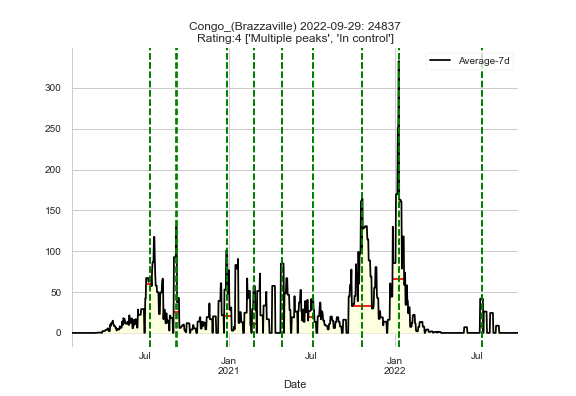 Congo_(Brazzaville) 2022-09-29: 24837
Rating:4 ['Multiple peaks', 'In control']
Average-7d
300
250
200
150
100
50
0
Jul
Jan
2021
Jul
Jan
2022
Jul
Date